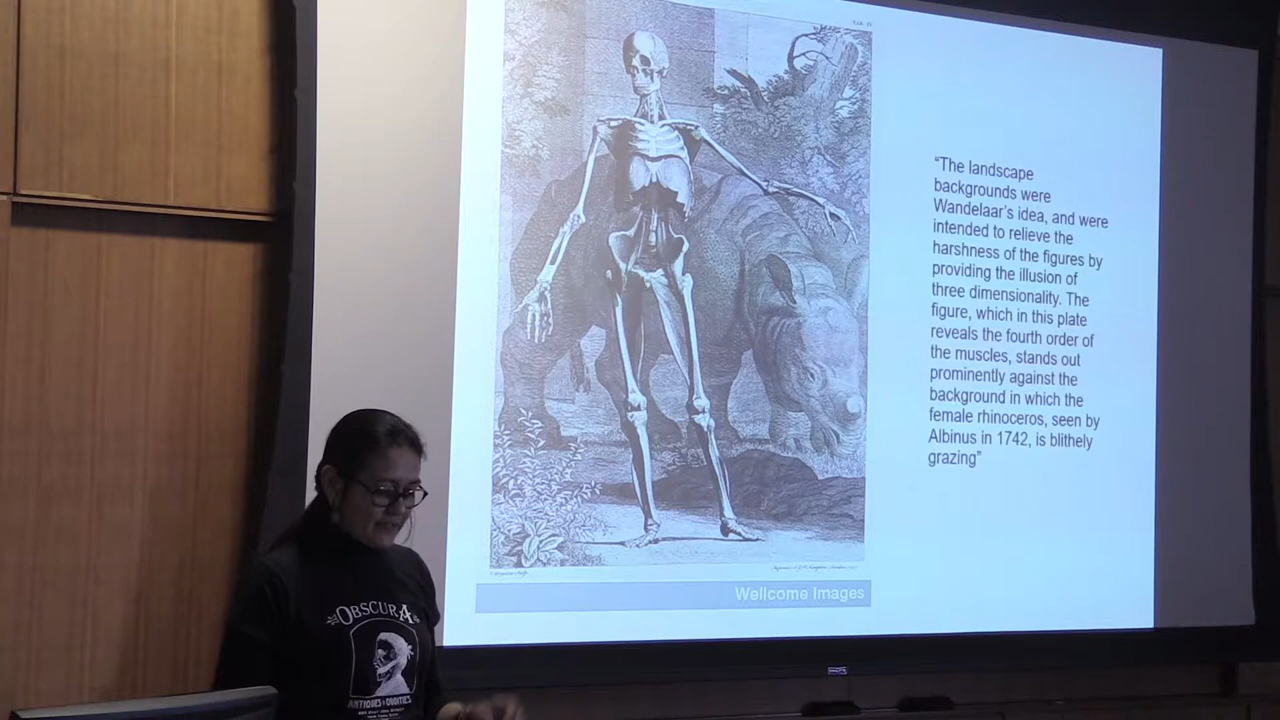 TAB. IV
“The landscape
backgrounds were
Wandelaar’s idea, and were
intended to relieve the
harshness of the figures by
providing the illusion of
three dimensionality. The
figure, which in this plate
reveals the fourth order of
the muscles, stands out
prominently against the
background in which the
female rhinoceros, seen by
Albinus in 1742, is blithely
grazing”
Wellcome Images
OBSCURA
ANTIQUES & ODDITIES